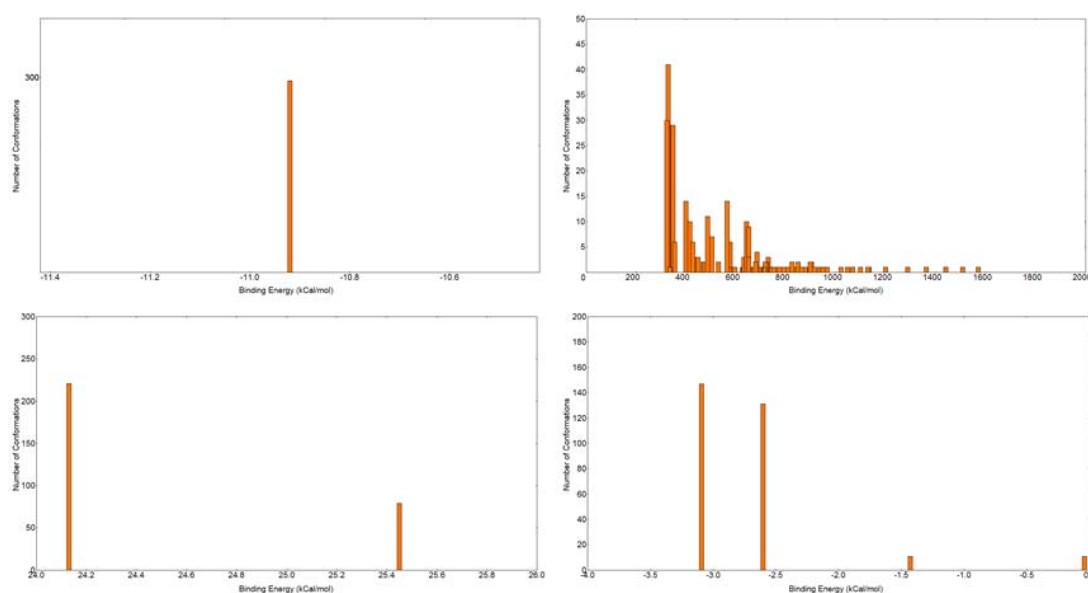 Number of Conformations
300
-11.4 -11.2 -11.0 -10.8 -10.6
Binding Energy (kCal/mol)
Number of Conformations
50
45
40
35
30
25
20
15
10
5
0
0 200 400 600 800 1000 1200 1400 1600 1800 2000
Binding Energy (kCal/mol)
Number of Conformations
300
250
200
150
100
50
0
24.0 24.2 24.4 24.6 24.8 25.0 25.2 25.4 25.6 25.8 26.0
Binding Energy (kCal/mol)
Number of Conformations
200
180
160
140
120
100
80
60
40
20
0
-4.0 -3.5 -3.0 -2.5 -2.0 -1.5 -1.0 -0.5 0.0
Binding Energy (kCal/mol)